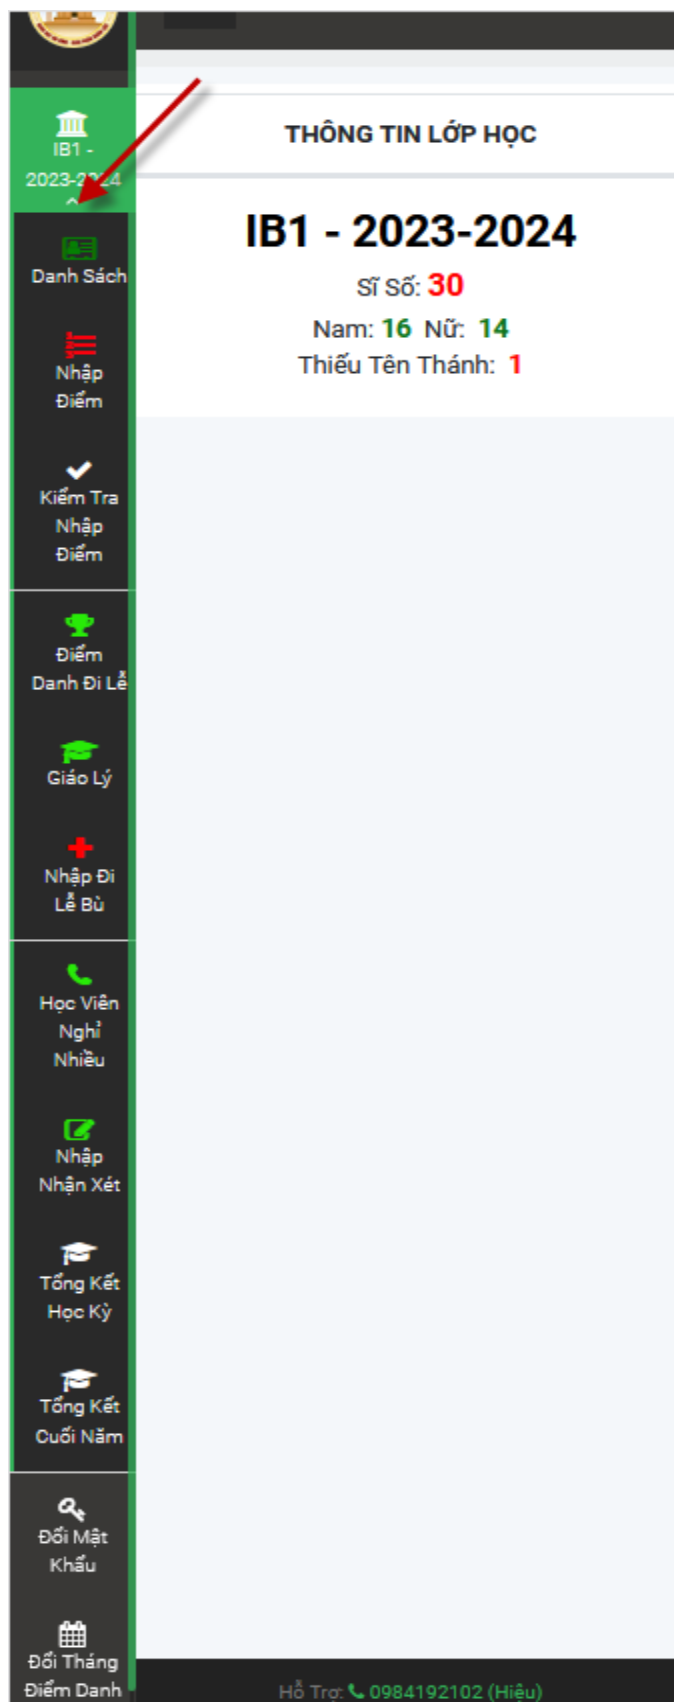 IB1 -
2023-2024
Danh Sách
Nhập
Điểm
Kiểm Tra
Nhập
Điểm
Điểm
Danh Đi Lễ
Giáo Lý
Nhập Đi
Lễ Bù
Học Viên
Nghỉ
Nhiều
Nhập
Nhận Xét
Tổng Kết
Học Kỳ
Tổng Kết
Cuối Năm
Đổi Mật
Khẩu
Đổi Tháng
Điểm Danh
THÔNG TIN LỚP HỌC
IB1 - 2023-2024
Sĩ Số: 30
Nam: 16 Nữ: 14
Thiếu Tên Thánh: 1
Hỗ Trợ: 0984192102 (Hiệu)